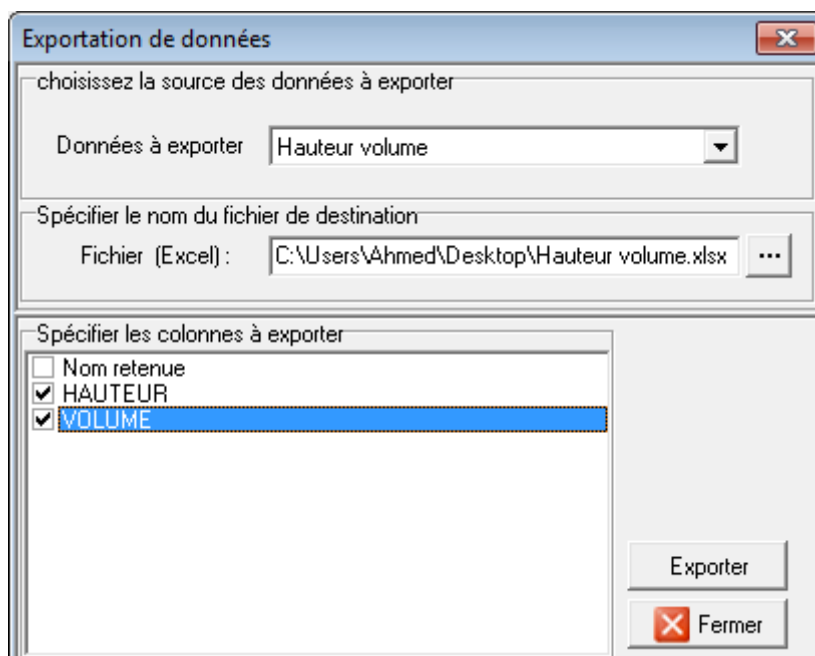 Exportation de données
choisissez la source des données à exporter
Données à exporter Hauteur volume
Spécifier le nom du fichier de destination
Fichier (Excel) : C:\Users\Ahmed\Desktop\Hauteur volume.xlsx ...
Spécifier les colonnes à exporter
Nom retenue
HAUTEUR
VOLUME
Exporter
Fermer